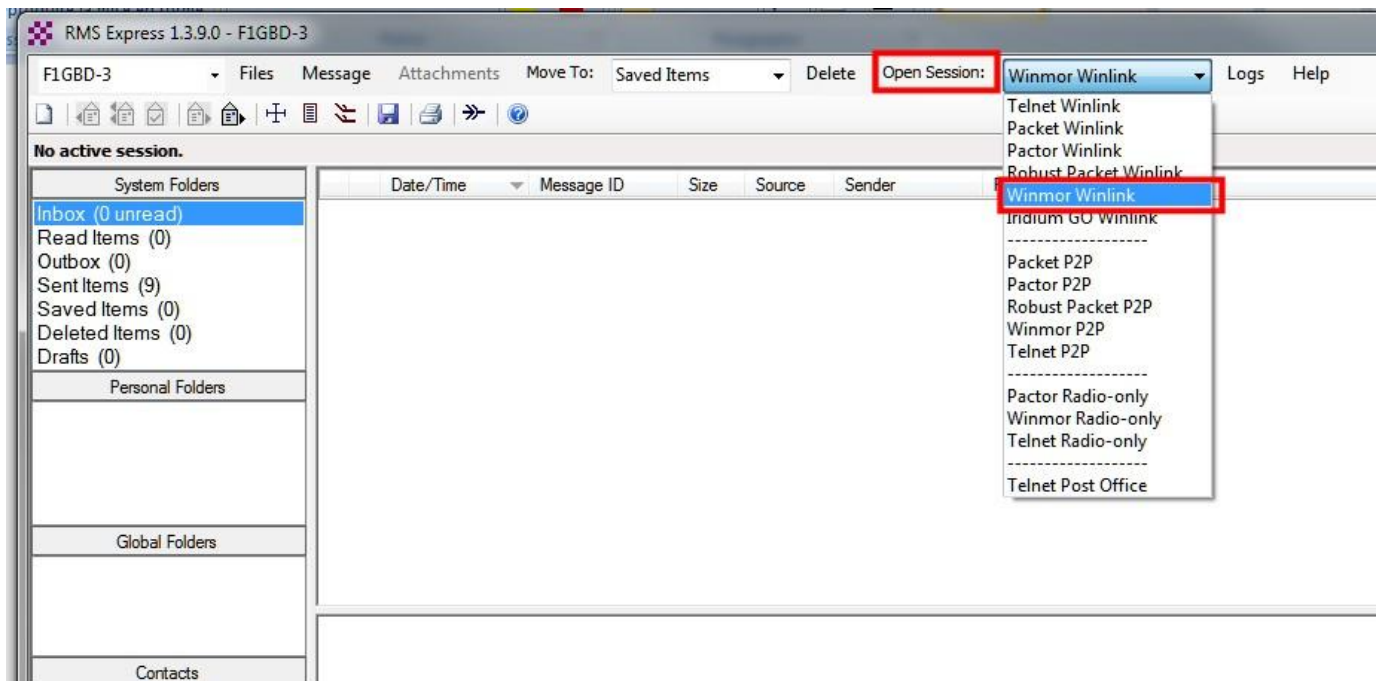 RMS Express 1.3.9.0 - F1GBD-3
F1GBD-3 Files Message Attachments Move To: Saved Items Delete Open Session: Winmor Winlink Logs Help
No active session.
System Folders
Inbox (0 unread)
Read Items (0)
Outbox (0)
Sent Items (9)
Saved Items (0)
Deleted Items (0)
Drafts (0)
Personal Folders
Global Folders
Contacts
Date/Time Message ID Size Source Sender
Telnet Winlink
Packet Winlink
Pactor Winlink
Robust Packet Winlink
Winmor Winlink
Iridium GO Winlink
-------------------
Packet P2P
Pactor P2P
Robust Packet P2P
Winmor P2P
Telnet P2P
-------------------
Pactor Radio-only
Winmor Radio-only
Telnet Radio-only
-------------------
Telnet Post Office